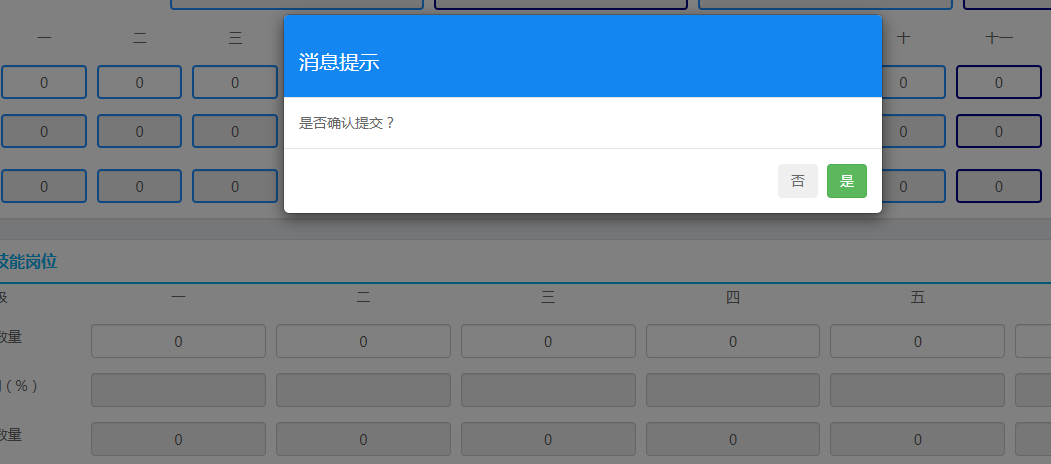 一 二 三 十 十一
消息提示
0 0 0 0 0
是否确认提交？
0 0 0 0 0
否 是
0 0 0 0 0
技能岗位
级 一 二 三 四 五
数量 0 0 0 0 0
(%)
数量 0 0 0 0 0